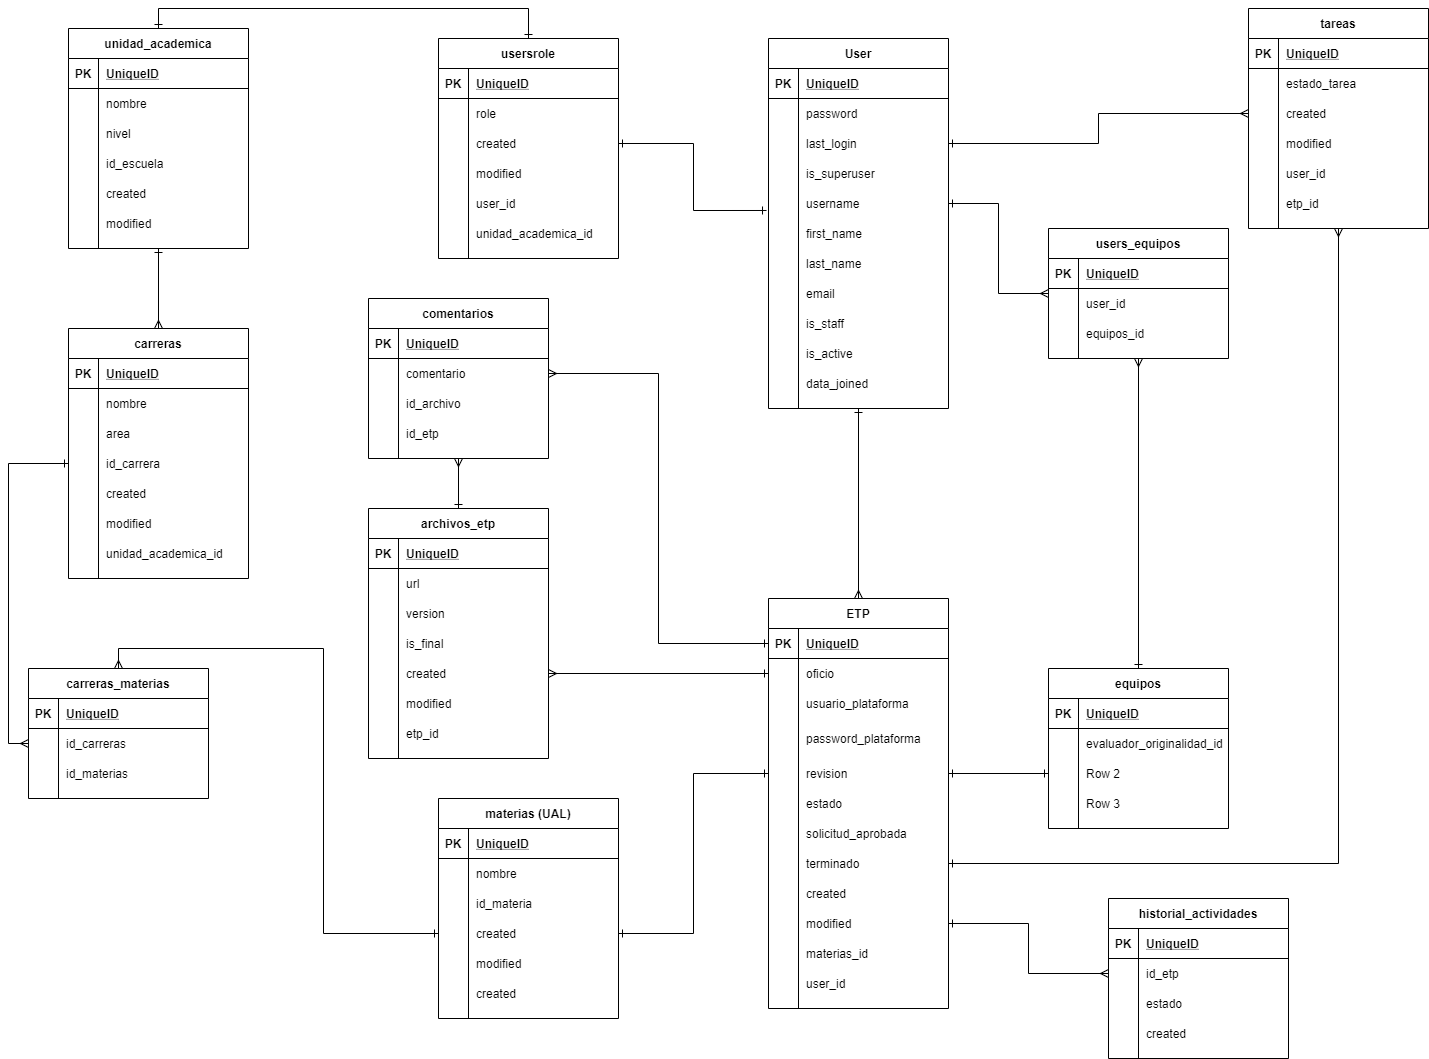 unidad_academica
PK
UniqueID
nombre
nivel
id_escuela
created
modified
usersrole
PK
UniqueID
role
created
modified
user_id
unidad_academica_id
User
PK
UniqueID
password
last_login
is_superuser
username
first_name
last_name
email
is_staff
is_active
data_joined
tareas
PK
UniqueID
estado_tarea
created
modified
user_id
etp_id
users_equipos
PK
UniqueID
user_id
equipos_id
comentarios
PK
UniqueID
comentario
id_archivo
id_etp
carreras
PK
UniqueID
nombre
area
id_carrera
created
modified
unidad_academica_id
archivos_etp
PK
UniqueID
url
version
is_final
created
modified
etp_id
ETP
PK
UniqueID
oficio
usuario_plataforma
password_plataforma
revision
estado
solicitud_aprobada
terminado
created
modified
materias_id
user_id
carreras_materias
PK
UniqueID
id_carreras
id_materias
equipos
PK
UniqueID
evaluador_originalidad_id
Row 2
Row 3
materias (UAL)
PK
UniqueID
nombre
id_materia
created
modified
created
historial_actividades
PK
UniqueID
id_etp
estado
created